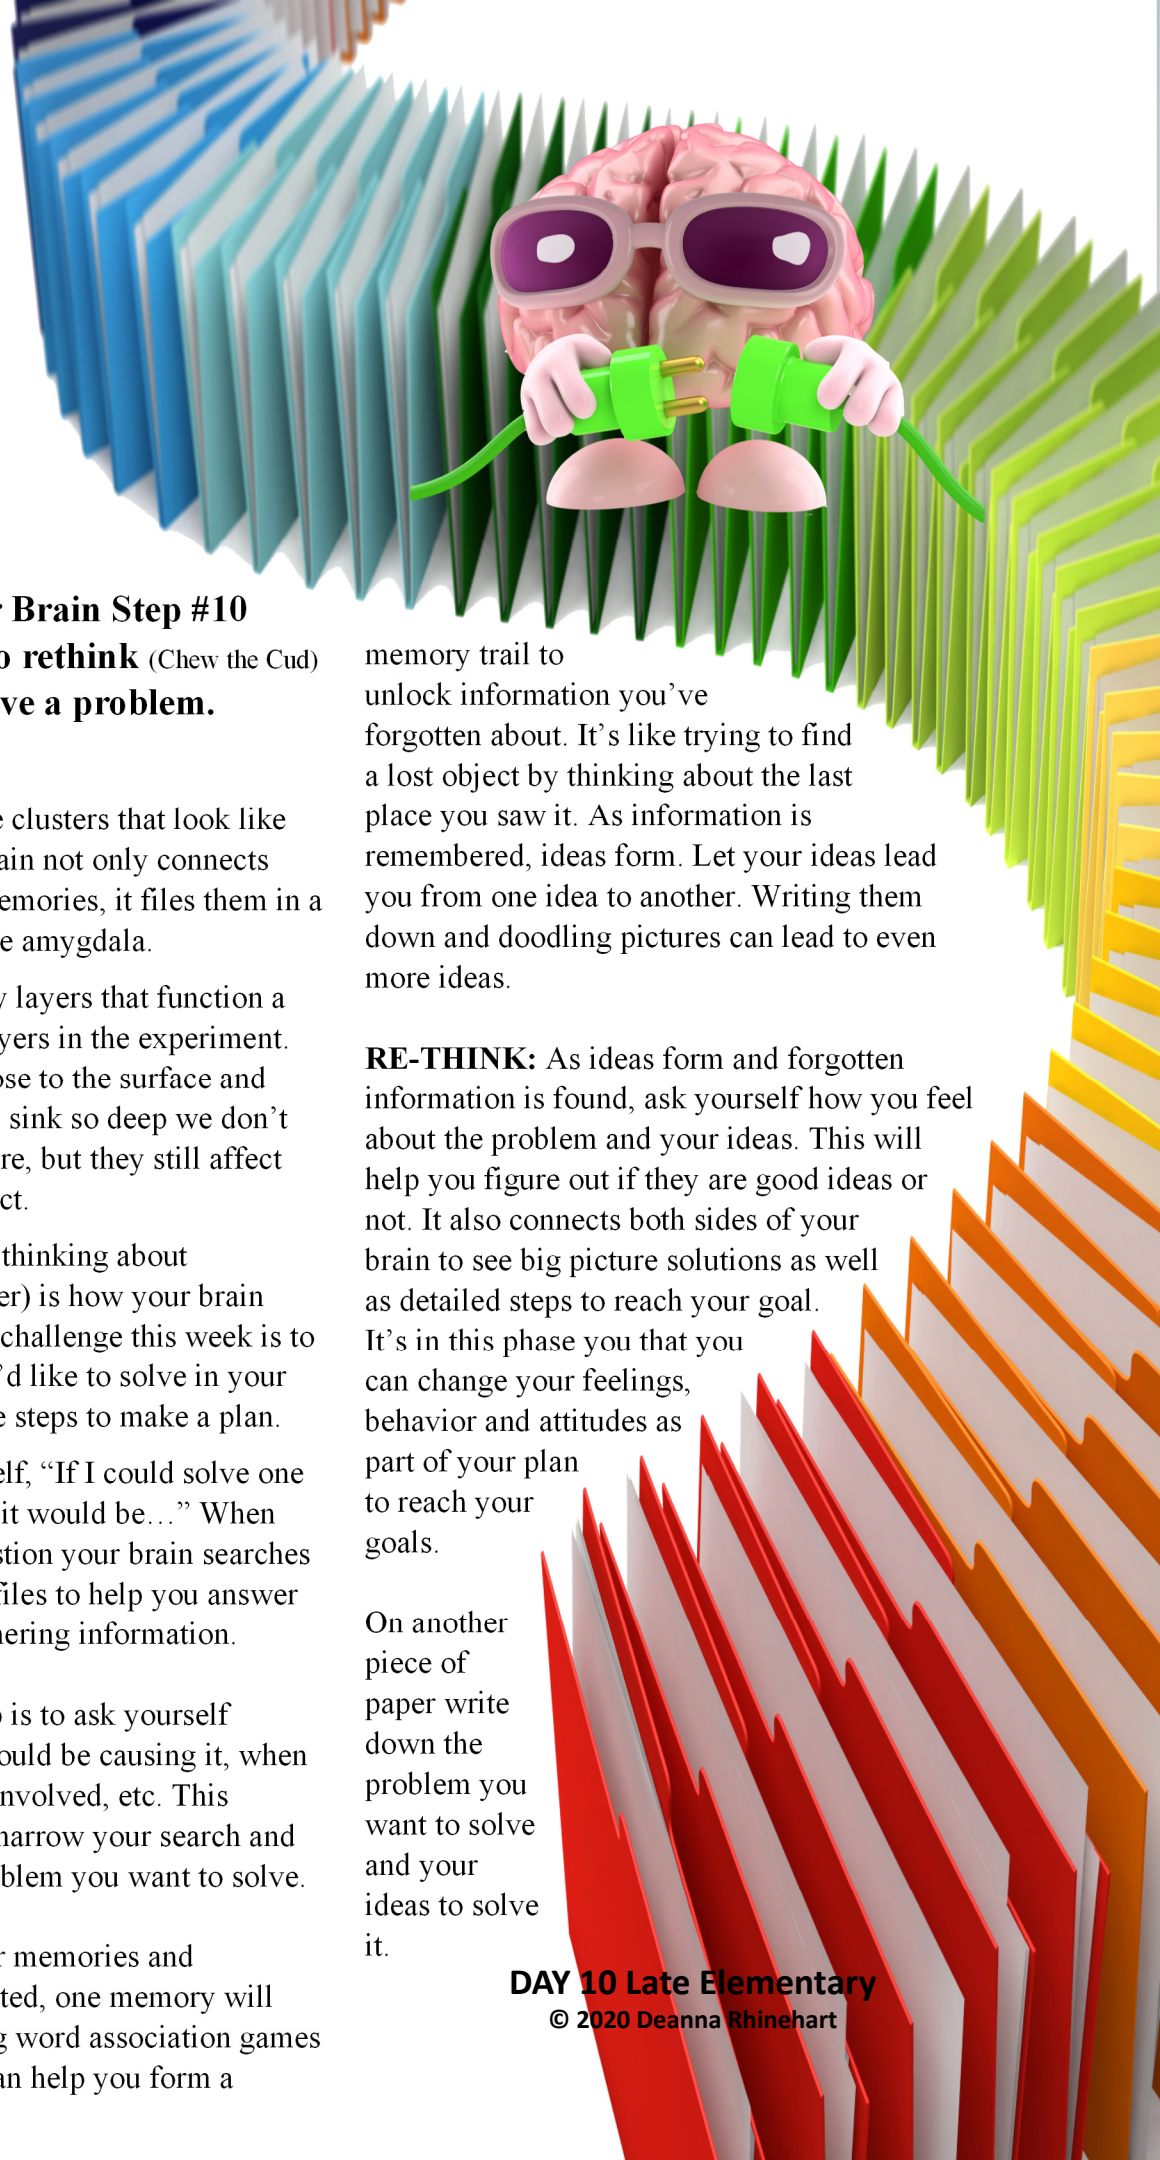 Brain Step #10
rethink (Chew the Cud)
ve a problem.
clusters that look like
ain not only connects
emories, it files them in a
e amygdala.
y layers that function a
yers in the experiment.
ose to the surface and
sink so deep we don't
re, but they still affect
ct.
thinking about
er) is how your brain
challenge this week is to
'd like to solve in your
e steps to make a plan.
elf, “If I could solve one
it would be…” When
stion your brain searches
files to help you answer
hering information.
is to ask yourself
ould be causing it, when
nvolved, etc. This
narrow your search and
blem you want to solve.
r memories and
ted, one memory will
g word association games
an help you form a
memory trail to
unlock information you've
forgotten about. It's like trying to find
a lost object by thinking about the last
place you saw it. As information is
remembered, ideas form. Let your ideas lead
you from one idea to another. Writing them
down and doodling pictures can lead to even
more ideas.
RE-THINK: As ideas form and forgotten
information is found, ask yourself how you feel
about the problem and your ideas. This will
help you figure out if they are good ideas or
not. It also connects both sides of your
brain to see big picture solutions as well
as detailed steps to reach your goal.
It's in this phase you that you
can change your feelings,
behavior and attitudes as
part of your plan
to reach your
goals.
On another
piece of
paper write
down the
problem you
want to solve
and your
ideas to solve
it.
DAY 10 Late Elementary
© 2020 Deanna Rhinehart